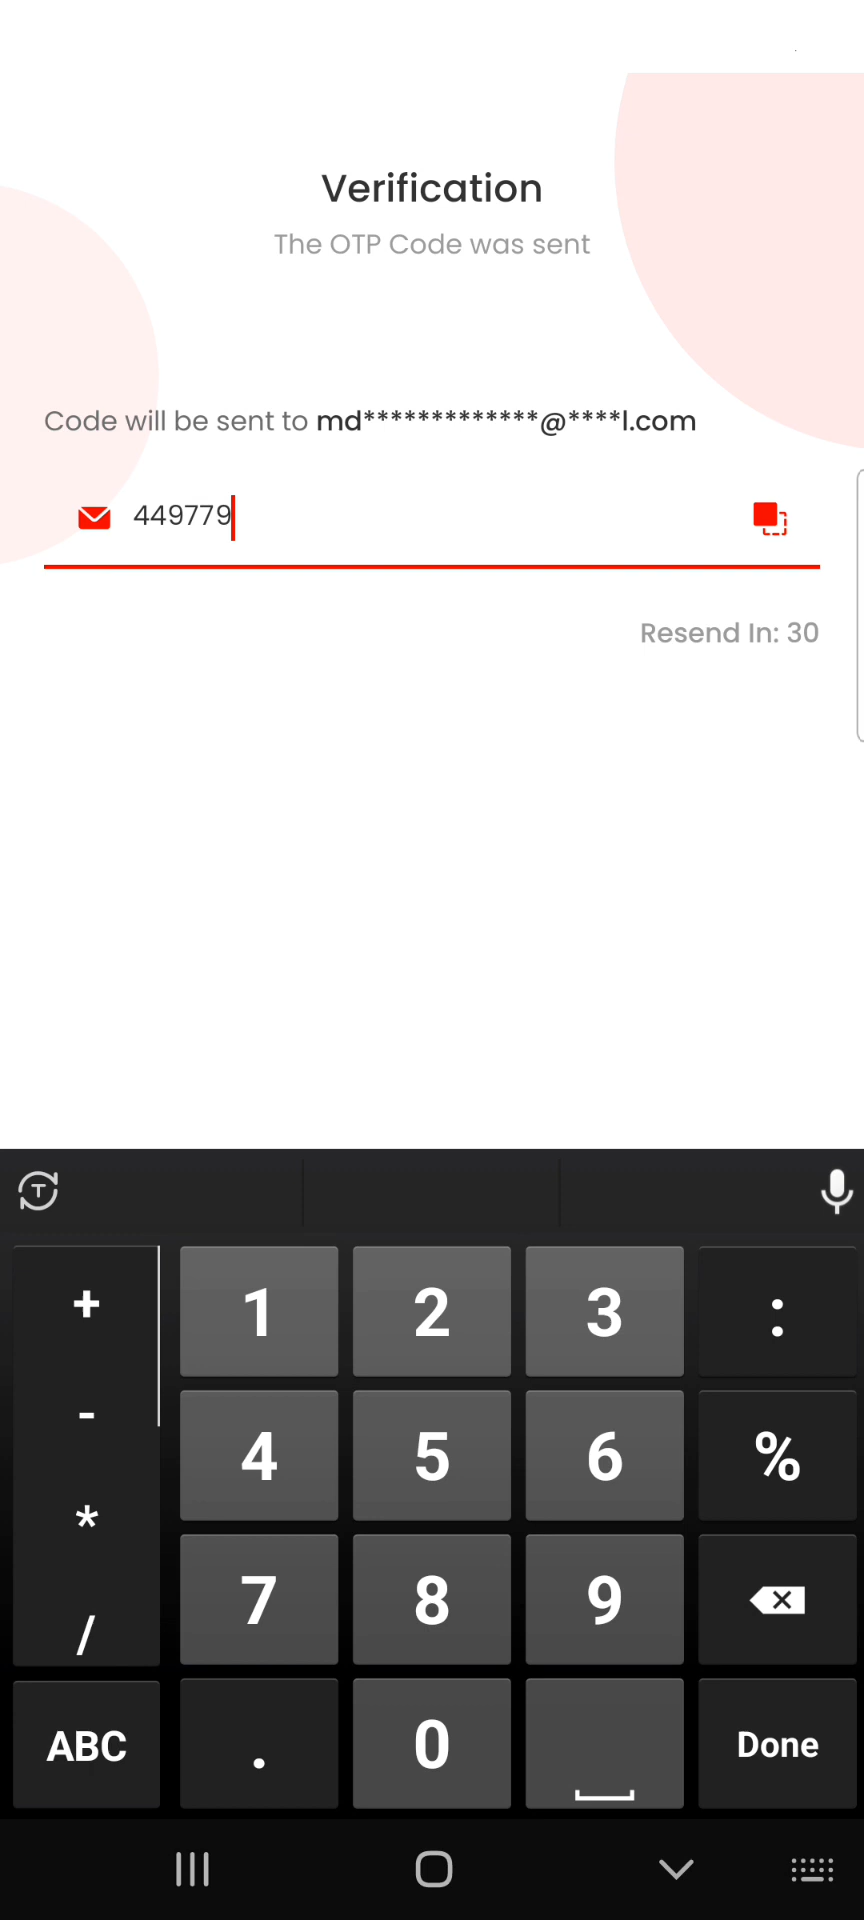 Verification
The OTP Code was sent
Code will be sent to md*************@****l.com
449779
Resend In: 30
T
+ 1 2 3 :
- 4 5 6 %
* 7 8 9
/
ABC . 0 Done